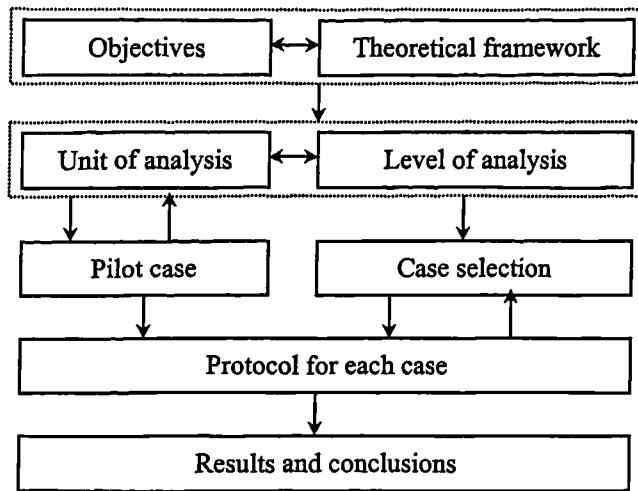 Objectives
Theoretical framework
Unit of analysis
Level of analysis
Pilot case
Case selection
Protocol for each case
Results and conclusions